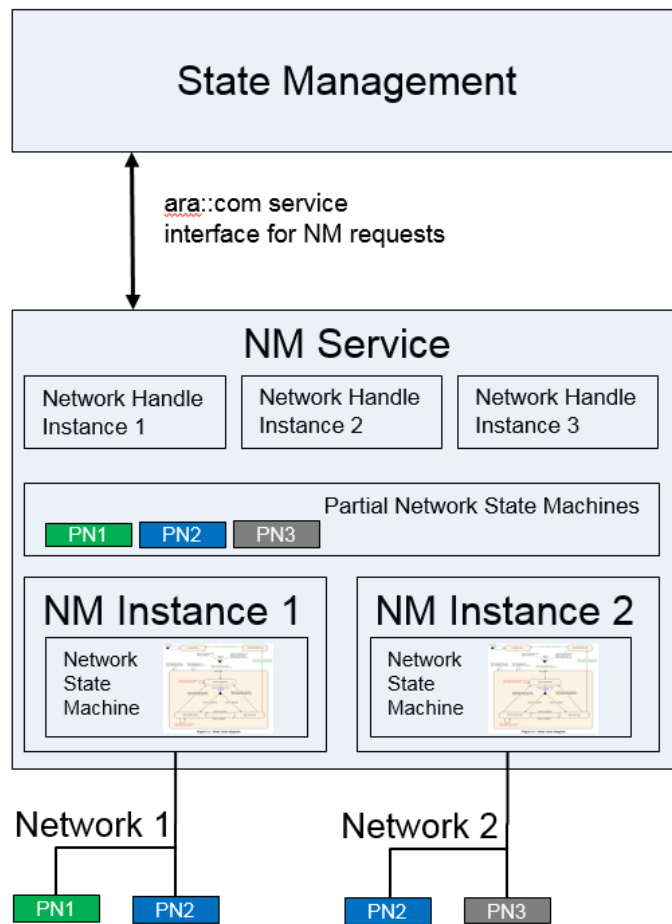 State Management
ara::com service
interface for NM requests
NM Service
Network Handle
Instance 1
Network Handle
Instance 2
Network Handle
Instance 3
Partial Network State Machines
PN1
PN2
PN3
NM Instance 1
Network
State
Machine
NM Instance 2
Network
State
Machine
Network 1
PN1
PN2
Network 2
PN2
PN3